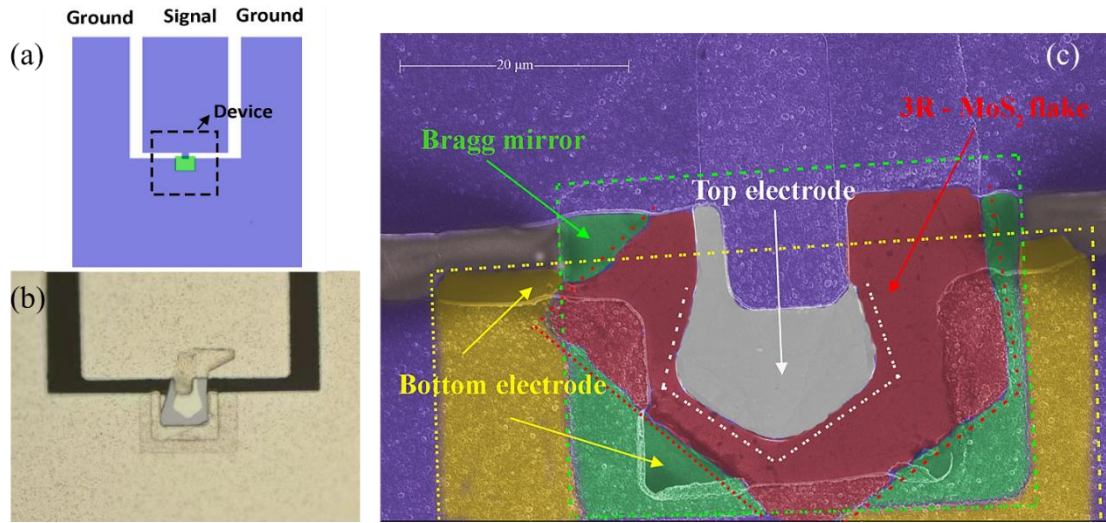 Ground Signal Ground
(a)
Device
(b)
(c)
20 μm
3R - MoS₂ flake
Bragg mirror
Top electrode
Bottom electrode